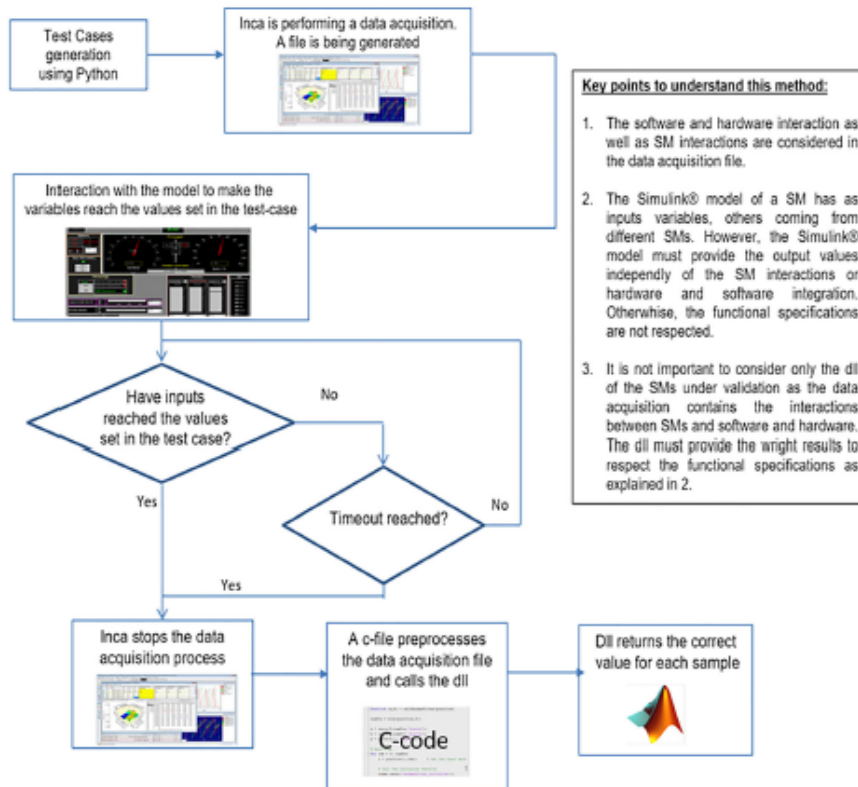 Test Cases
generation
using Python
Inca is performing a data acquisition.
A file is being generated
Interaction with the model to make the
variables reach the values set in the test-case
Have inputs
reached the values
set in the test case?
No
Yes
Timeout reached?
No
Yes
Inca stops the data
acquisition process
A c-file preprocesses
the data acquisition file
and calls the dll
C-code
Dll returns the correct
value for each sample
Key points to understand this method:
1. The software and hardware interaction as
well as SM interactions are considered in
the data acquisition file.
2. The Simulink® model of a SM has as
inputs variables, others coming from
different SMs. However, the Simulink®
model must provide the output values
independly of the SM interactions or
hardware and software integration.
Otherwhise, the functional specifications
are not respected.
3. It is not important to consider only the dll
of the SMs under validation as the data
acquisition contains the interactions
between SMs and software and hardware.
The dll must provide the wright results to
respect the functional specifications as
explained in 2.